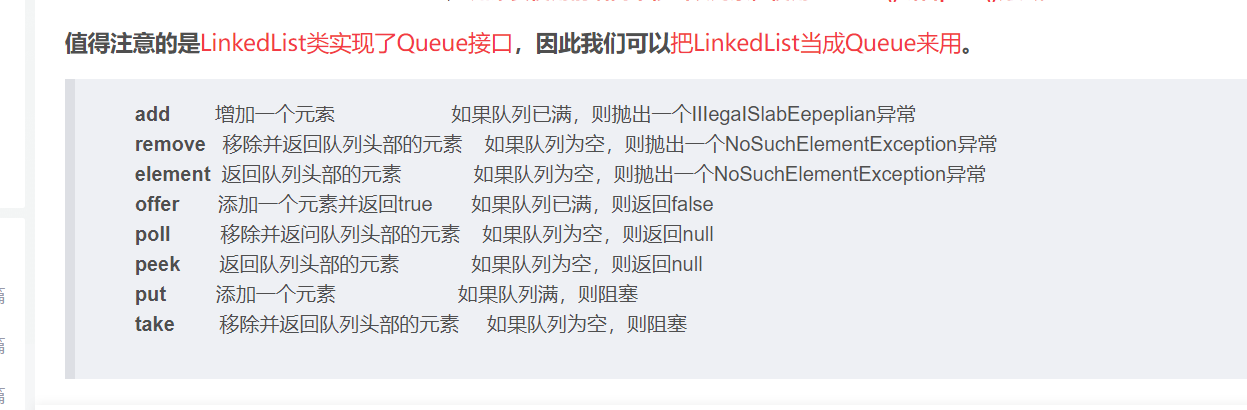 值得注意的是LinkedList类实现了Queue接口，因此我们可以把LinkedList当成Queue来用。
add 增加一个元索 如果队列已满，则抛出一个IIIegaISlabEepeplian异常
remove 移除并返回队列头部的元素 如果队列为空，则抛出一个NoSuchElementException异常
element 返回队列头部的元素 如果队列为空，则抛出一个NoSuchElementException异常
offer 添加一个元素并返回true 如果队列已满，则返回false
poll 移除并返问队列头部的元素 如果队列为空，则返回null
peek 返回队列头部的元素 如果队列为空，则返回null
put 添加一个元素 如果队列满，则阻塞
take 移除并返回队列头部的元素 如果队列为空，则阻塞